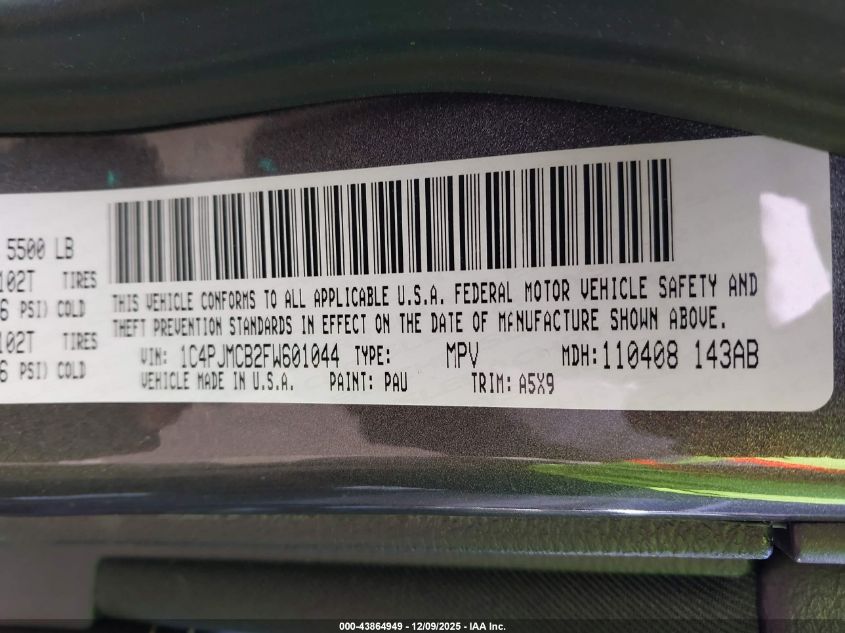 5500 LB
102T TIRES
6 PSI) COLD
102T TIRES
6 PSI) COLD
THIS VEHICLE CONFORMS TO ALL APPLICABLE U.S.A. FEDERAL MOTOR VEHICLE SAFETY AND
THEFT PREVENTION STANDARDS IN EFFECT ON THE DATE OF MANUFACTURE SHOWN ABOVE.
VIN: 1C4PJMCB2FW601044 TYPE: MPV MDH:110408 143AB
VEHICLE MADE IN U.S.A. PAINT: PAU TRIM: A5X9
000-43864949 - 12/09/2025 - IAA Inc.